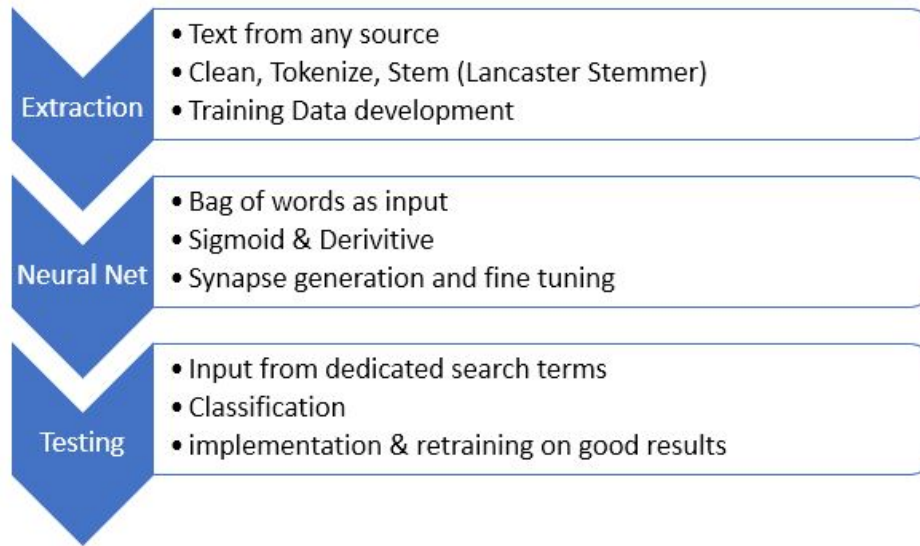 Extraction
• Text from any source
• Clean, Tokenize, Stem (Lancaster Stemmer)
• Training Data development
Neural Net
• Bag of words as input
• Sigmoid & Derivitive
• Synapse generation and fine tuning
Testing
• Input from dedicated search terms
• Classification
• implementation & retraining on good results